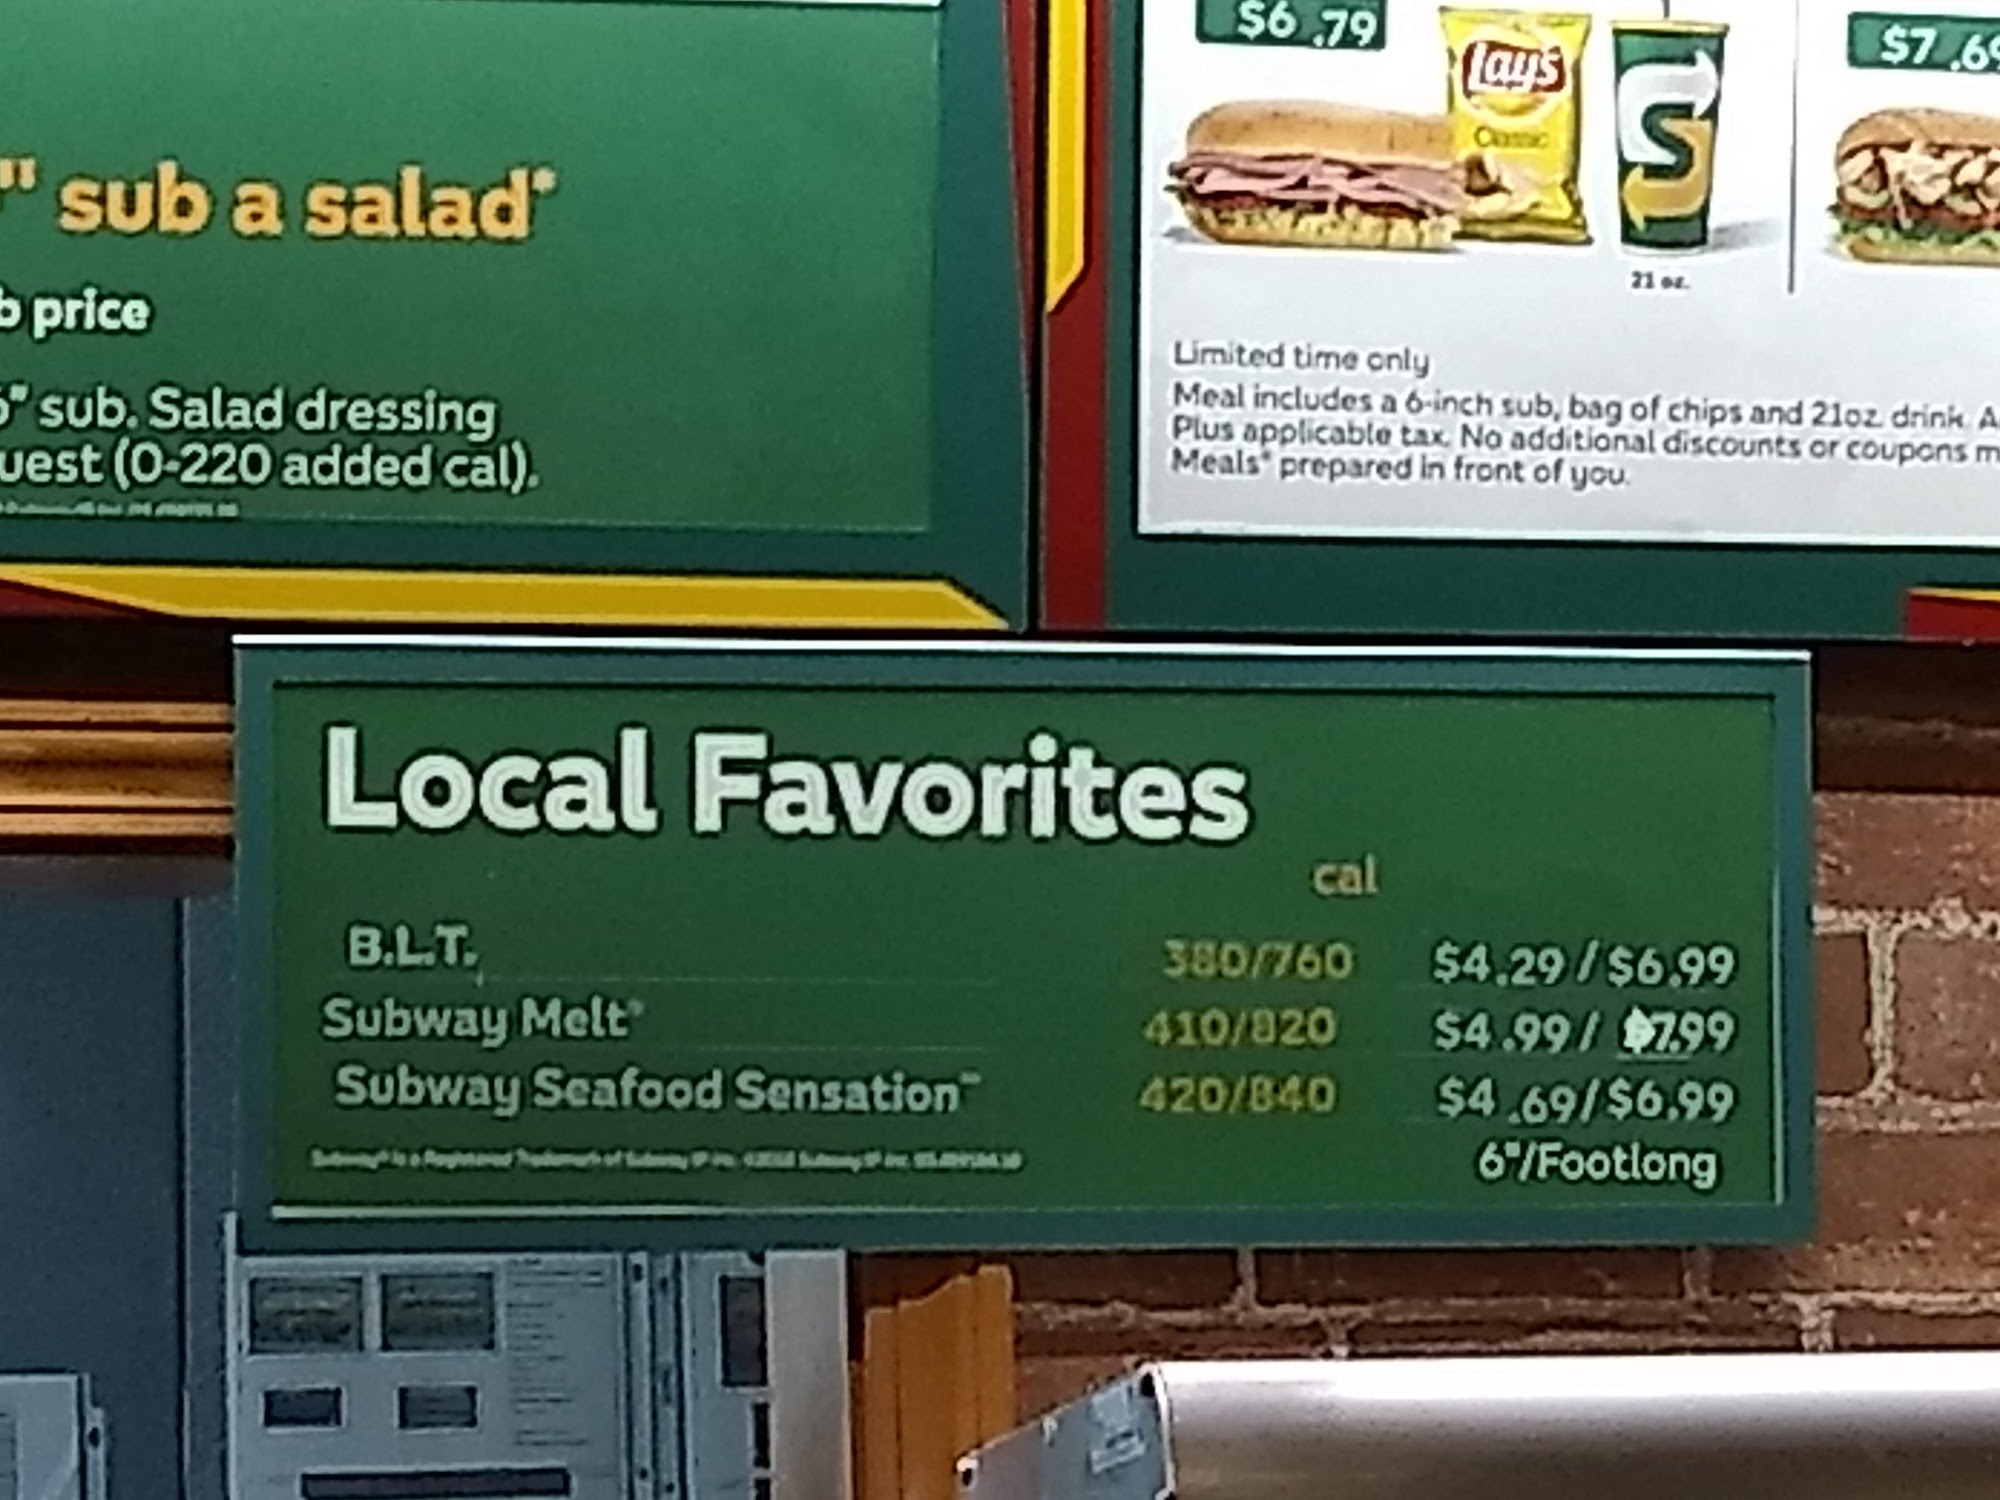 " sub a salad*
b price
6" sub. Salad dressing
uest (0-220 added cal).
$6.79
$7.69
Lay's
Classic
21 oz.
Limited time only
Meal includes a 6-inch sub, bag of chips and 21oz. drink. A
Plus applicable tax. No additional discounts or coupons m
Meals* prepared in front of you.
Local Favorites
cal
B.L.T. 380/760 $4.29 / $6.99
Subway Melt® 410/820 $4.99 / $7.99
Subway Seafood Sensation™ 420/840 $4.69/$6.99
6"/Footlong